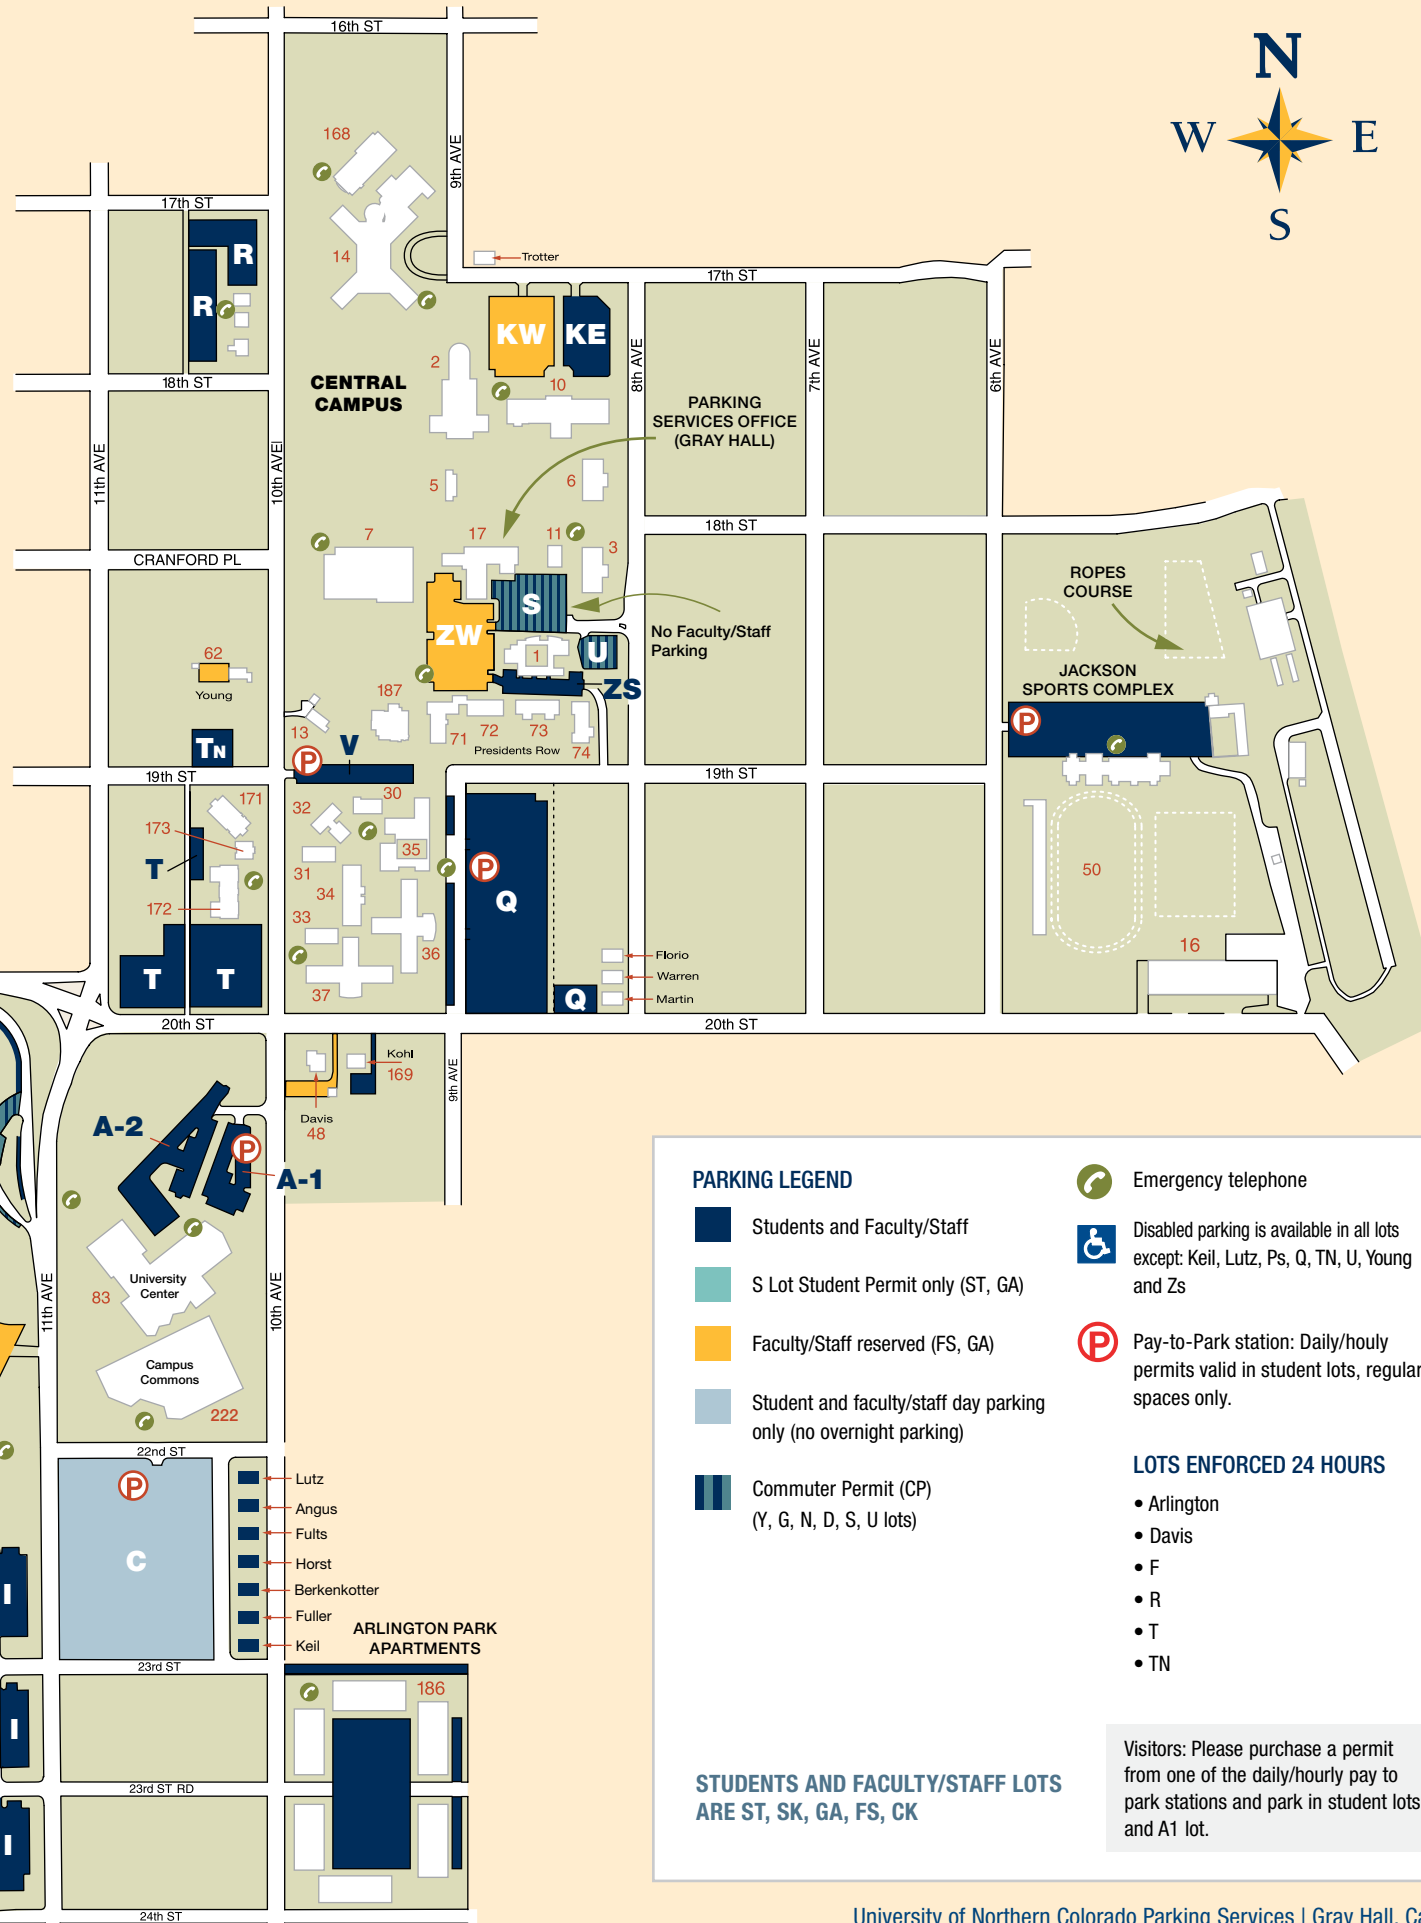 16th ST
N
W
E
S
168
9th AVE
17th ST
R
14
Trotter
17th ST
R
KW
KE
2
8th AVE
7th AVE
6th AVE
18th ST
CENTRAL
CAMPUS
10
PARKING
SERVICES OFFICE
(GRAY HALL)
11th AVE
10th AVE
5
6
18th ST
7
17
11
3
CRANFORD PL
ROPES
COURSE
S
ZW
No Faculty/Staff
Parking
62
1
U
JACKSON
SPORTS COMPLEX
Young
187
ZS
P
13
72
73
71
74
Presidents Row
TN
V
P
19th ST
19th ST
171
30
32
173
35
T
31
P
50
34
Q
172
33
36
16
Florio
Warren
T
T
37
Q
Martin
20th ST
20th ST
Kohl
169
9th AVE
Davis
48
A-2
P
A-1
PARKING LEGEND
Students and Faculty/Staff
S Lot Student Permit only (ST, GA)
Faculty/Staff reserved (FS, GA)
Student and faculty/staff day parking
only (no overnight parking)
Commuter Permit (CP)
(Y, G, N, D, S, U lots)
Emergency telephone
Disabled parking is available in all lots
except: Keil, Lutz, Ps, Q, TN, U, Young
and Zs
P
Pay-to-Park station: Daily/houly
permits valid in student lots, regular
spaces only.
LOTS ENFORCED 24 HOURS
• Arlington
• Davis
• F
• R
• T
• TN
STUDENTS AND FACULTY/STAFF LOTS
ARE ST, SK, GA, FS, CK
Visitors: Please purchase a permit
from one of the daily/hourly pay to
park stations and park in student lots
and A1 lot.
University
Center
83
11th AVE
10th AVE
Campus
Commons
222
22nd ST
P
C
Lutz
Angus
Fults
Horst
Berkenkotter
Fuller
Keil
I
ARLINGTON PARK
APARTMENTS
23rd ST
186
I
23rd ST RD
I
24th ST
University of Northern Colorado Parking Services | Gray Hall, Ca